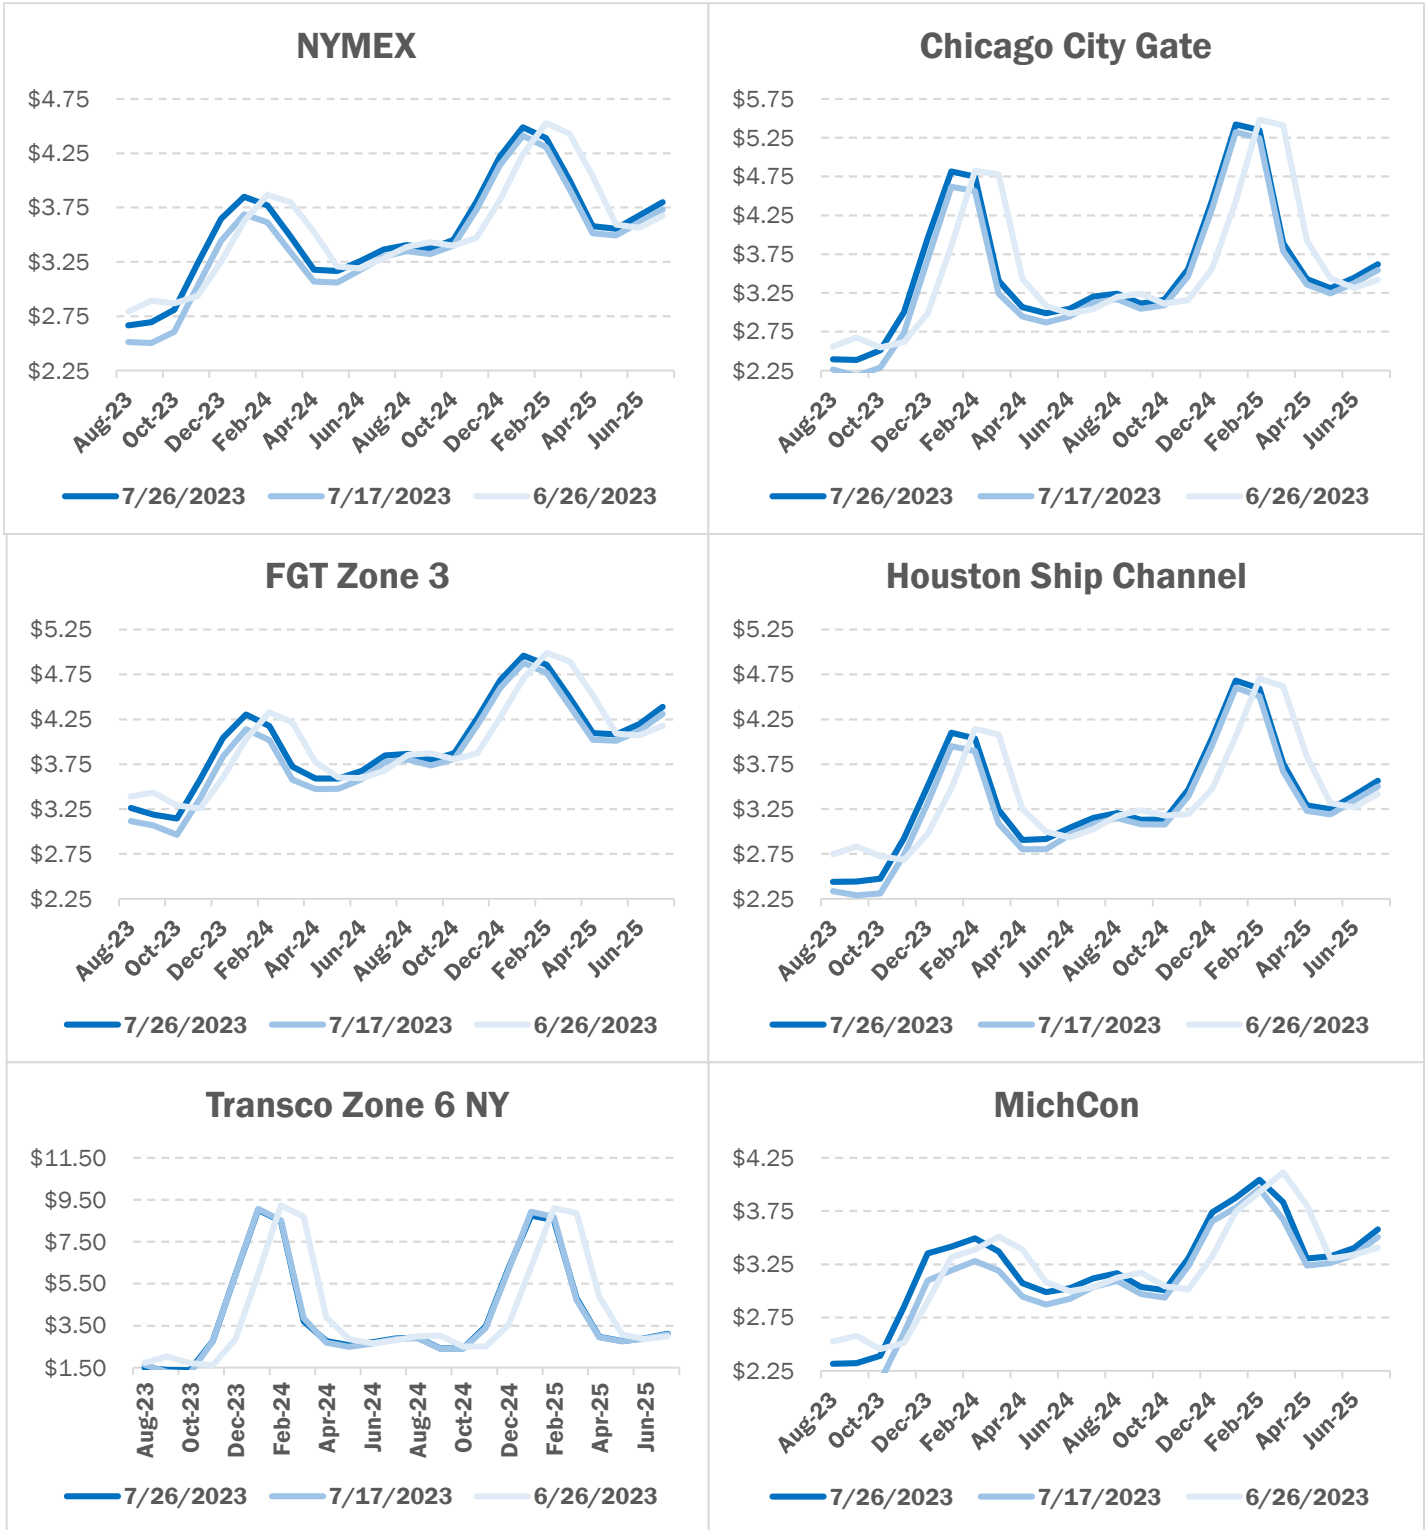 NYMEX
$4.75
$4.25
$3.75
$3.25
$2.75
$2.25
Aug-23 Oct-23 Dec-23 Feb-24 Apr-24 Jun-24 Aug-24 Oct-24 Dec-24 Feb-25 Apr-25 Jun-25
7/26/2023 7/17/2023 6/26/2023
Chicago City Gate
$5.75
$5.25
$4.75
$4.25
$3.75
$3.25
$2.75
$2.25
Aug-23 Oct-23 Dec-23 Feb-24 Apr-24 Jun-24 Aug-24 Oct-24 Dec-24 Feb-25 Apr-25 Jun-25
7/26/2023 7/17/2023 6/26/2023
FGT Zone 3
$5.25
$4.75
$4.25
$3.75
$3.25
$2.75
$2.25
Aug-23 Oct-23 Dec-23 Feb-24 Apr-24 Jun-24 Aug-24 Oct-24 Dec-24 Feb-25 Apr-25 Jun-25
7/26/2023 7/17/2023 6/26/2023
Houston Ship Channel
$5.25
$4.75
$4.25
$3.75
$3.25
$2.75
$2.25
Aug-23 Oct-23 Dec-23 Feb-24 Apr-24 Jun-24 Aug-24 Oct-24 Dec-24 Feb-25 Apr-25 Jun-25
7/26/2023 7/17/2023 6/26/2023
Transco Zone 6 NY
$11.50
$9.50
$7.50
$5.50
$3.50
$1.50
Aug-23 Oct-23 Dec-23 Feb-24 Apr-24 Jun-24 Aug-24 Oct-24 Dec-24 Feb-25 Apr-25 Jun-25
7/26/2023 7/17/2023 6/26/2023
MichCon
$4.25
$3.75
$3.25
$2.75
$2.25
Aug-23 Oct-23 Dec-23 Feb-24 Apr-24 Jun-24 Aug-24 Oct-24 Dec-24 Feb-25 Apr-25 Jun-25
7/26/2023 7/17/2023 6/26/2023